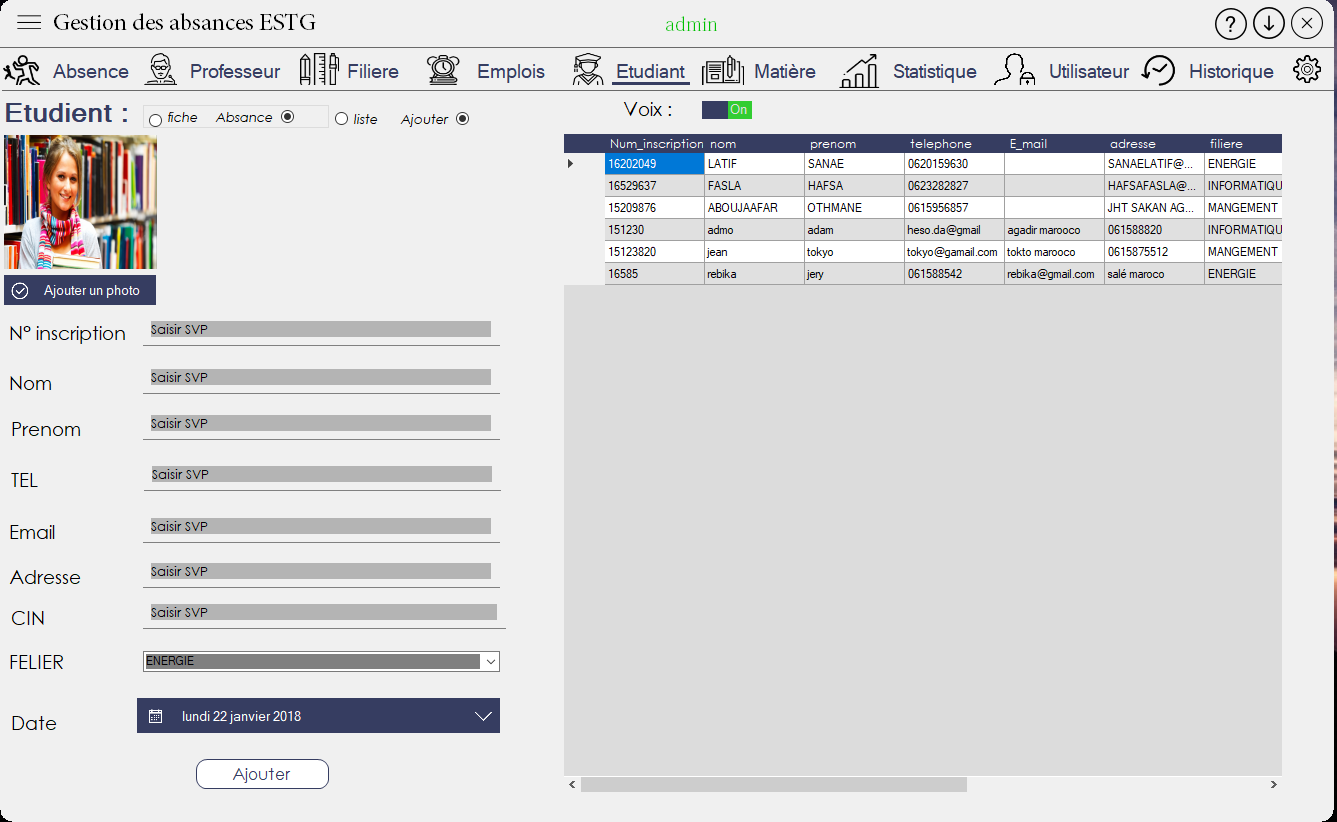 Gestion des absances ESTG
admin
Absence Professeur Filiere Emplois Etudiant Matière Statistique Utilisateur Historique
Etudient :
fiche Absance liste Ajouter
Voix : On
Ajouter un photo
N° inscription Saisir SVP
Nom Saisir SVP
Prenom Saisir SVP
TEL Saisir SVP
Email Saisir SVP
Adresse Saisir SVP
CIN Saisir SVP
FELIER ENERGIE
Date lundi 22 janvier 2018
Ajouter
Num_inscription nom prenom telephone E_mail adresse filiere
16202049 LATIF SANAE 0620159630 SANAELATIF@... ENERGIE
16529637 FASLA HAFSA 0623282827 HAFSAFASLA@... INFORMATIQU
15209876 ABOUJAAFAR OTHMANE 0615956857 JHT SAKAN AG... MANGEMENT
151230 admo adam heso.da@gmail agadir marooco 061588820 INFORMATIQU
15123820 jean tokyo tokyo@gamail.com tokto marooco 0615875512 MANGEMENT
16585 rebika jery 061588542 rebika@gmail.com salé maroco ENERGIE